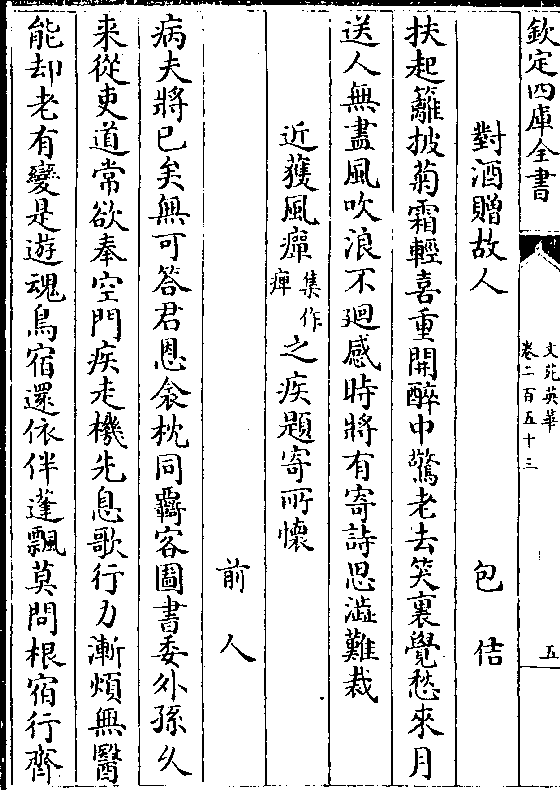 欽定四庫全書
文苑英華
卷二百五十三
五
對酒贈故人
包佶
扶起籬披菊霜輕喜重開醉中驚老去笑裏覺愁來月
送人無盡風吹浪不廻感時將有寄詩思澁難裁
近獲風癉集作痺之疾題寄所懷
前人
病夫將已矣無可答君恩衾枕同羇客圖書委外孫久
来從吏道常欲奉空門疾走機先息歌行力漸煩無醫
能却老有變是遊魂鳥宿還依伴蓬飄莫問根宿行齊